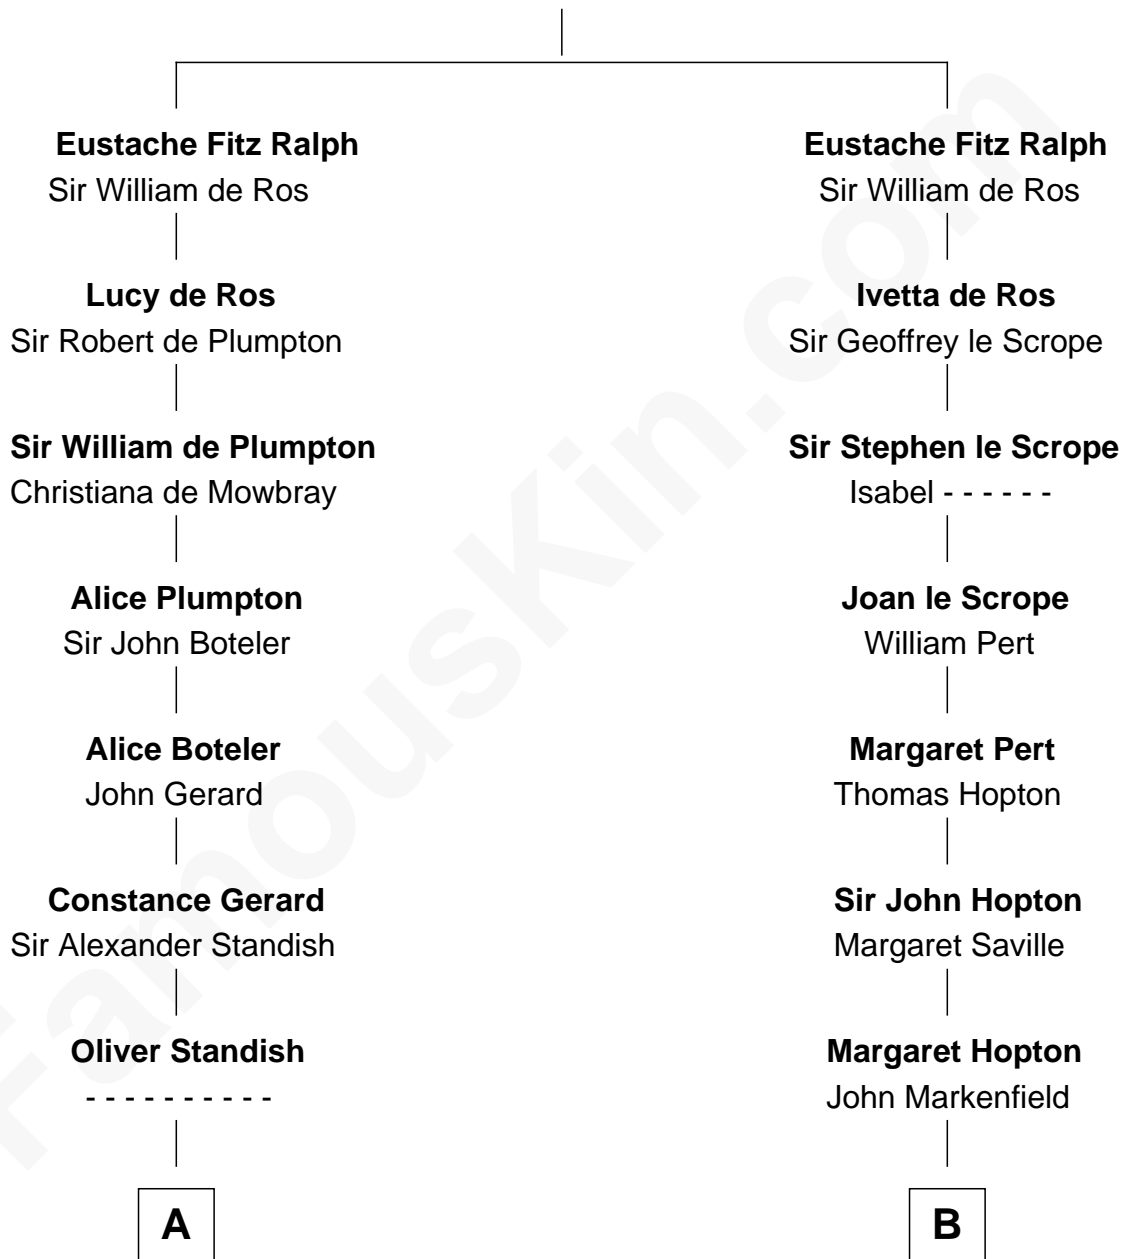 Eustache Fitz Ralph
Sir William de Ros
Lucy de Ros
Sir Robert de Plumpton
Sir William de Plumpton
Christiana de Mowbray
Alice Plumpton
Sir John Boteler
Alice Boteler
John Gerard
Constance Gerard
Sir Alexander Standish
Oliver Standish
- - - - - - - - - -
A
Eustache Fitz Ralph
Sir William de Ros
Ivetta de Ros
Sir Geoffrey le Scrope
Sir Stephen le Scrope
Isabel - - - - - -
Joan le Scrope
William Pert
Margaret Pert
Thomas Hopton
Sir John Hopton
Margaret Saville
Margaret Hopton
John Markenfield
B
FamousKin.com